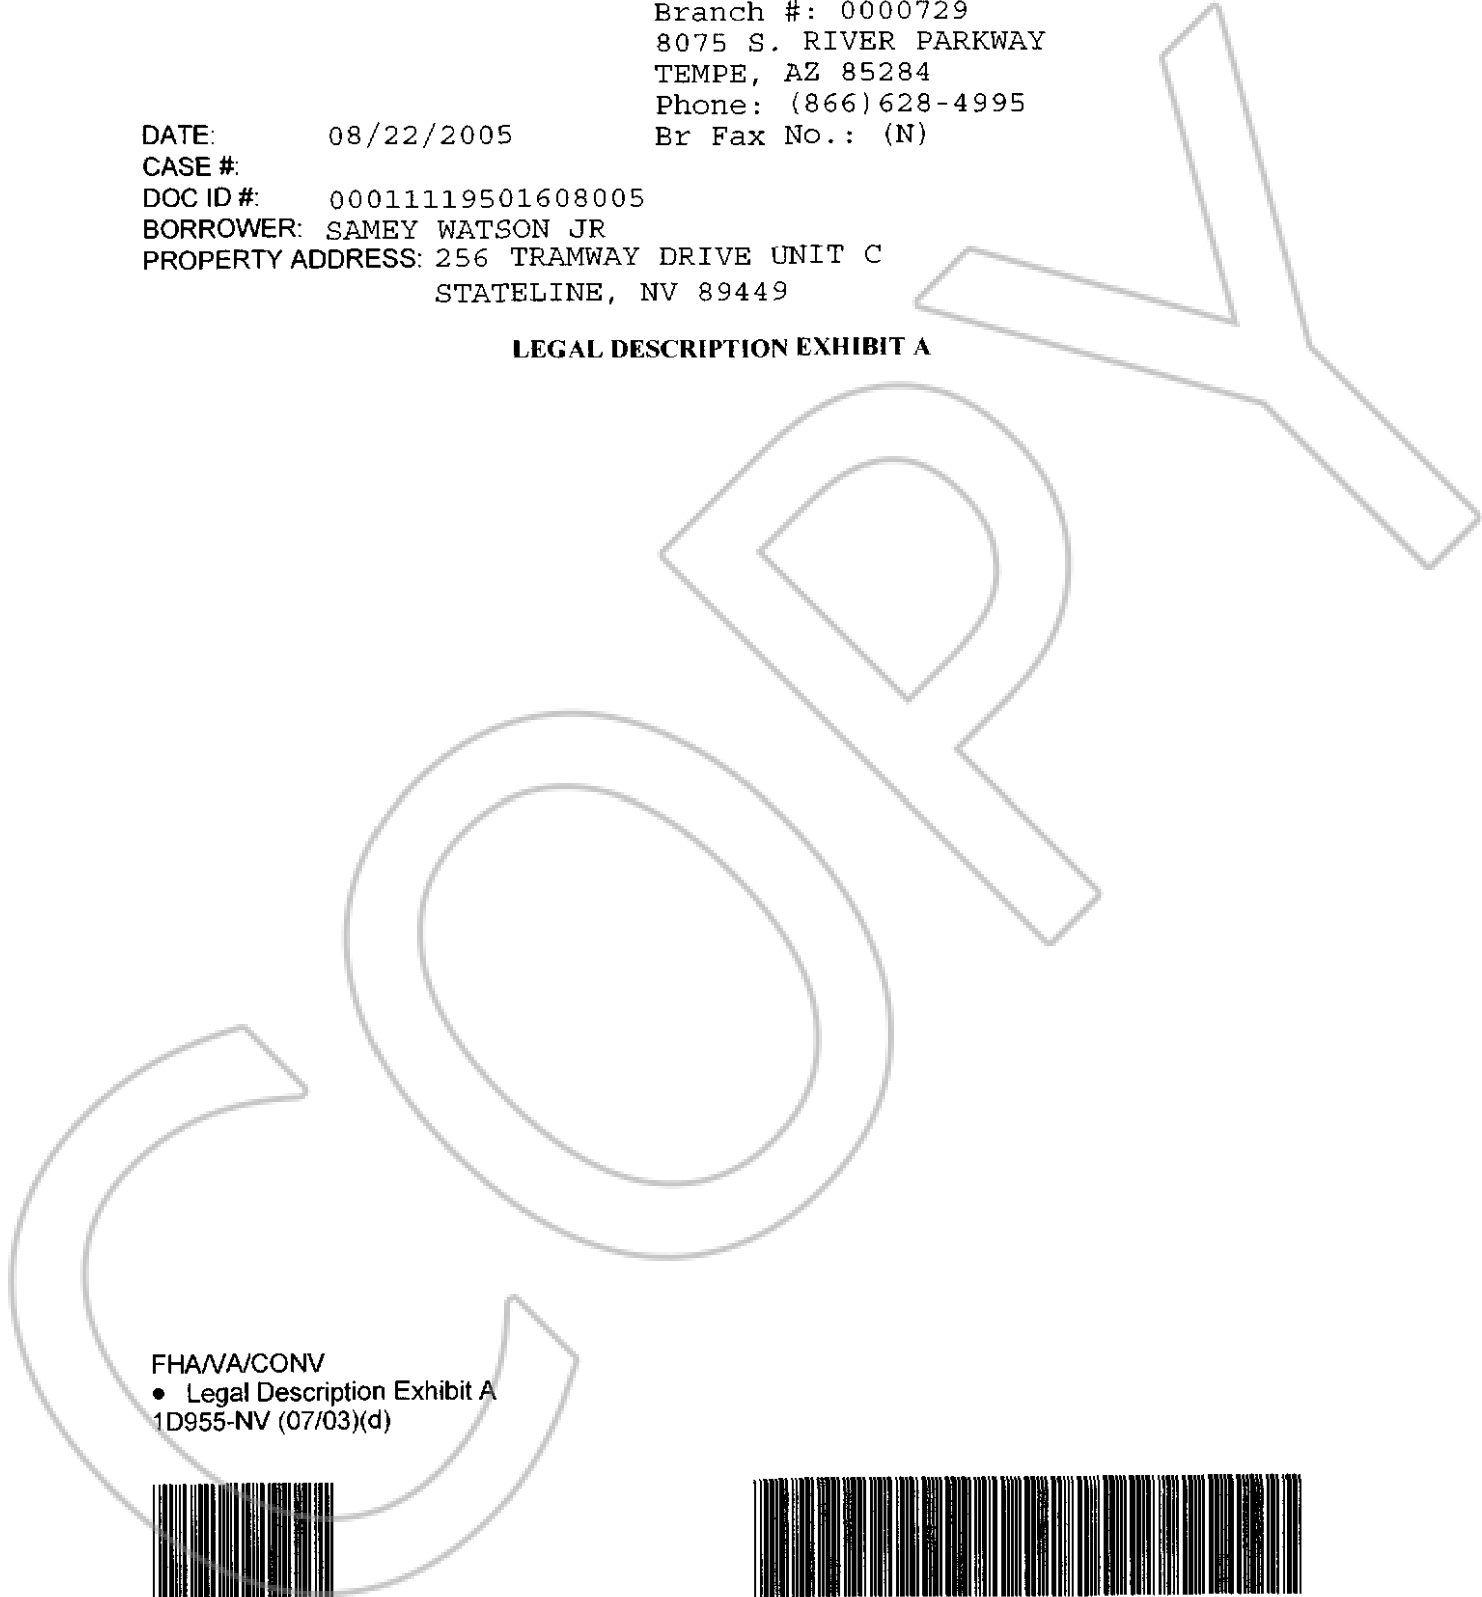 Branch #: 0000729
8075 S. RIVER PARKWAY
TEMPE, AZ 85284
Phone: (866)628-4995
Br Fax No.: (N)
DATE: 08/22/2005
CASE #:
DOC ID #: 00011119501608005
BORROWER: SAMEY WATSON JR
PROPERTY ADDRESS: 256 TRAMWAY DRIVE UNIT C
STATELINE, NV 89449
LEGAL DESCRIPTION EXHIBIT A
COPY
FHA/VA/CONV
• Legal Description Exhibit A
1D955-NV (07/03)(d)